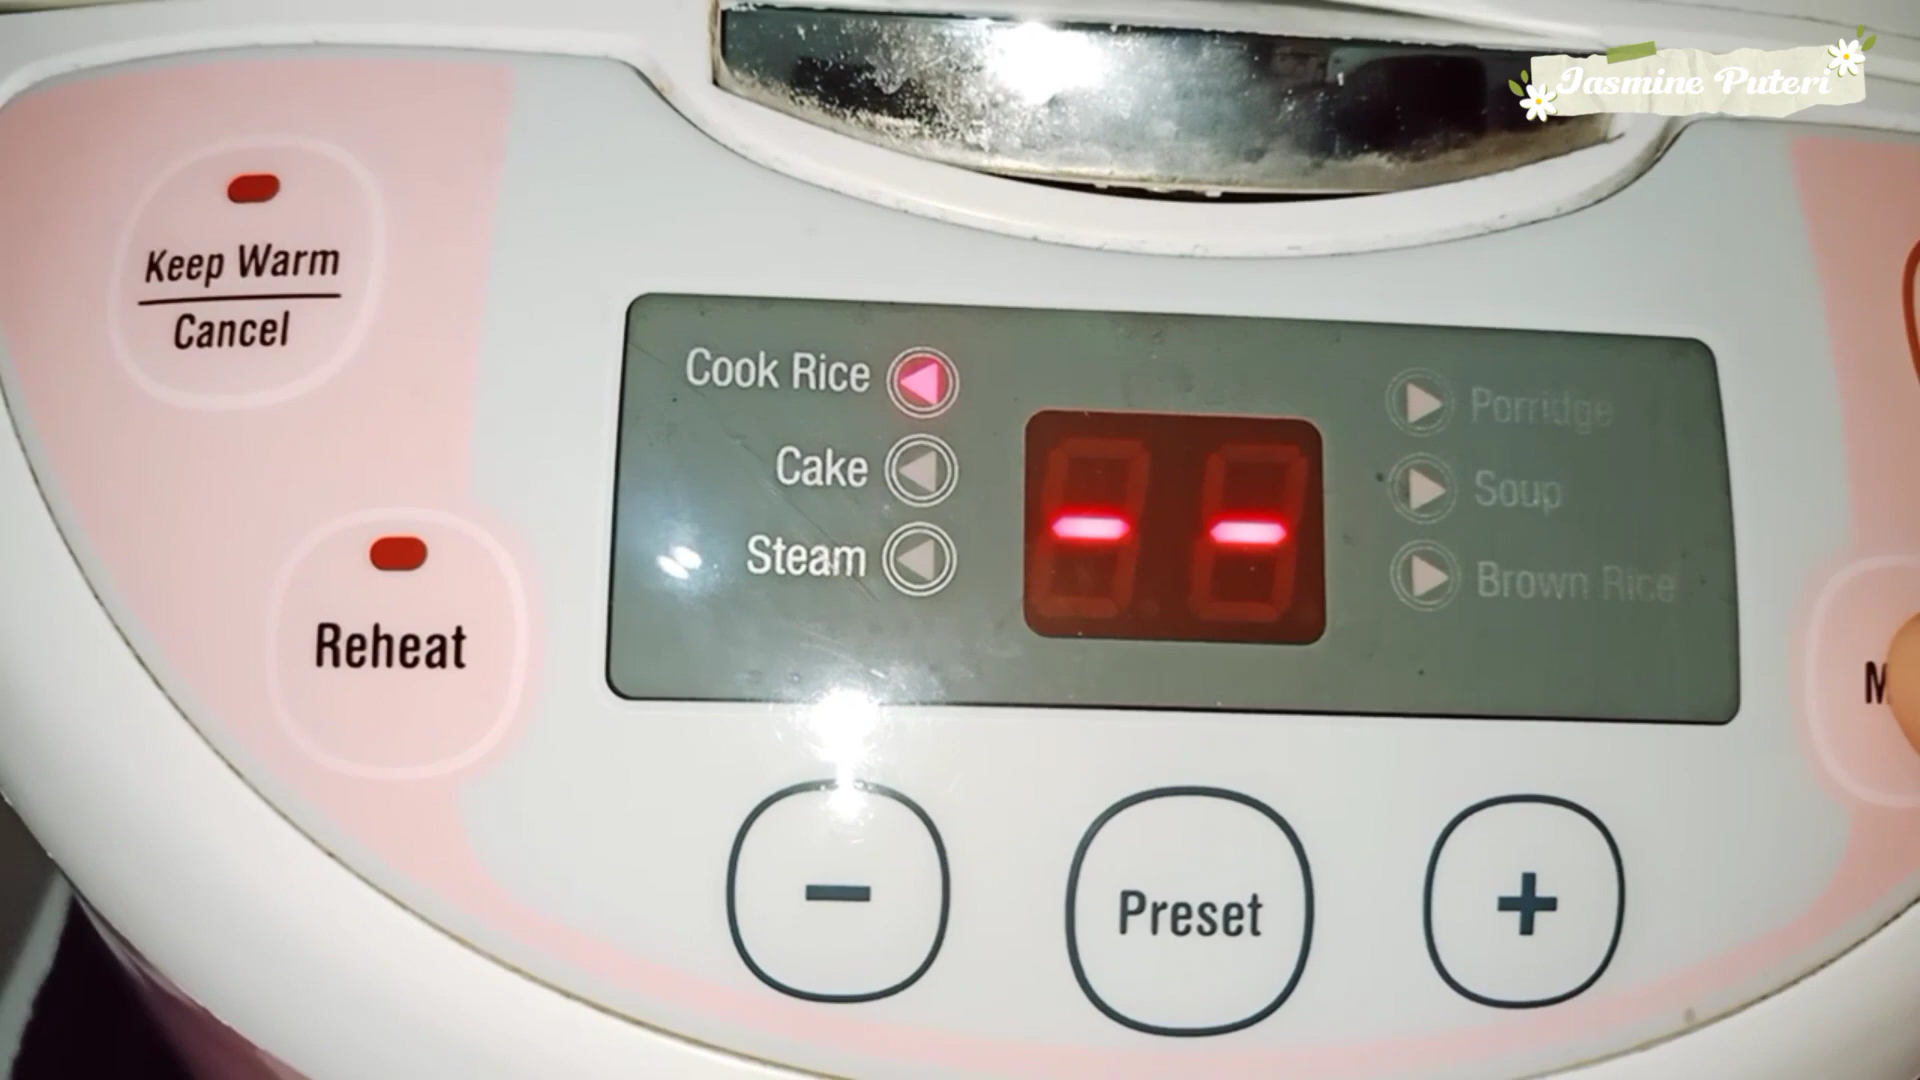 Jasmine Puteri
Keep Warm
Cancel
Reheat
Cook Rice
Cake
Steam
--
Porridge
Soup
Brown Rice
M
−
Preset
+